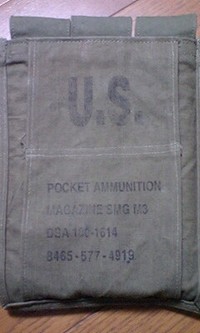 U.S.
POCKET AMMUNITION
MAGAZINE SMG M3
DSA 100-1614
8465-577-4919